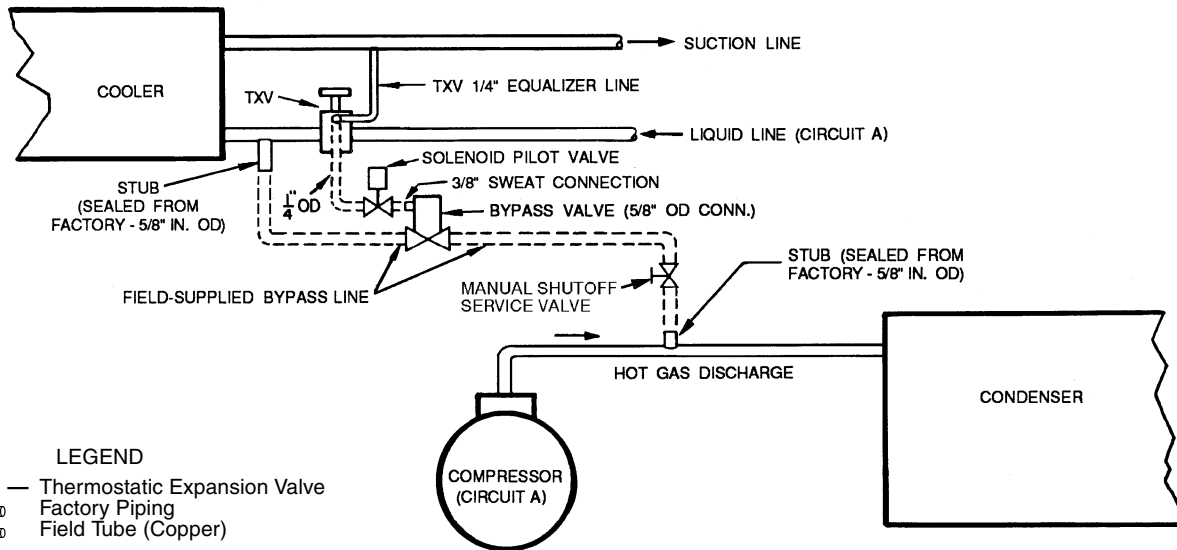 SUCTION LINE
COOLER
TXV
TXV 1/4" EQUALIZER LINE
LIQUID LINE (CIRCUIT A)
SOLENOID PILOT VALVE
STUB
(SEALED FROM
FACTORY - 5/8" IN. OD)
1/4" OD
3/8" SWEAT CONNECTION
BYPASS VALVE (5/8" OD CONN.)
STUB (SEALED FROM
FACTORY - 5/8" IN. OD)
FIELD-SUPPLIED BYPASS LINE
MANUAL SHUTOFF
SERVICE VALVE
HOT GAS DISCHARGE
CONDENSER
COMPRESSOR
(CIRCUIT A)
LEGEND
— Thermostatic Expansion Valve
Factory Piping
Field Tube (Copper)